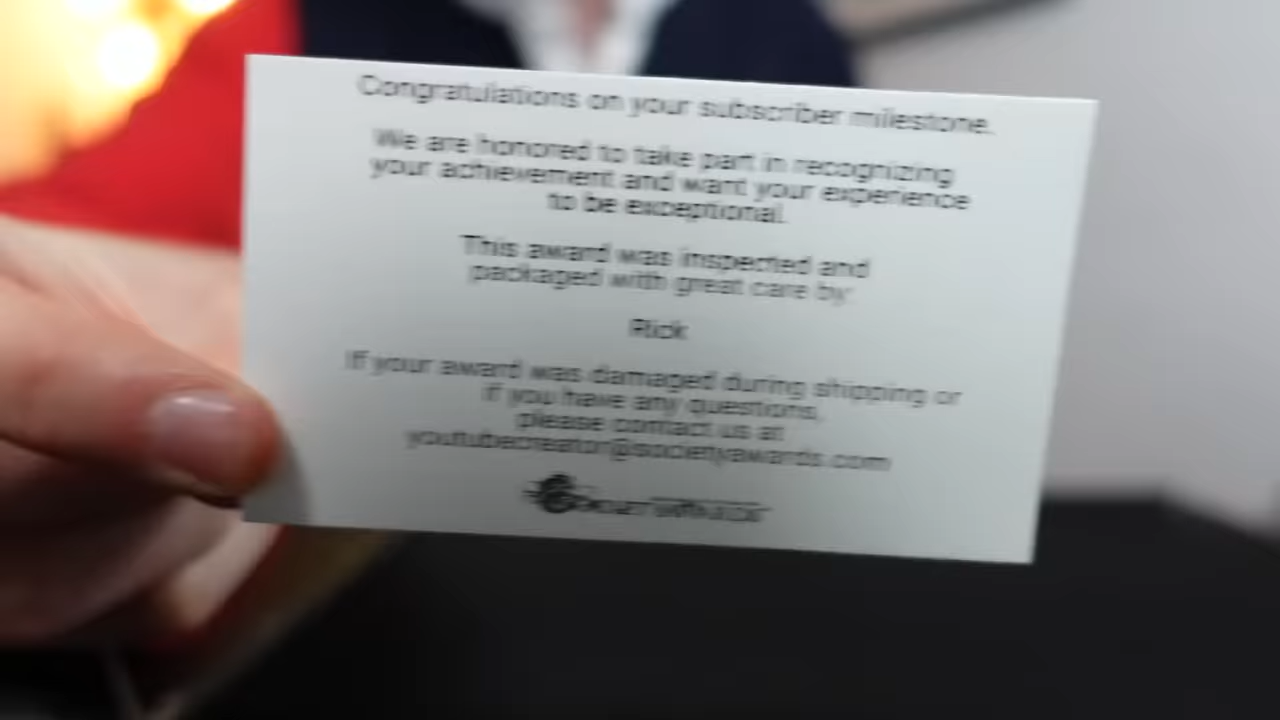 Congratulations on your subscriber milestone.
We are honored to take part in recognizing
your achievement and want your experience
to be exceptional.
This award was inspected and
packaged with great care by:
Rick
If your award was damaged during shipping or
if you have any questions,
please contact us at
youtubecreator@societyawards.com